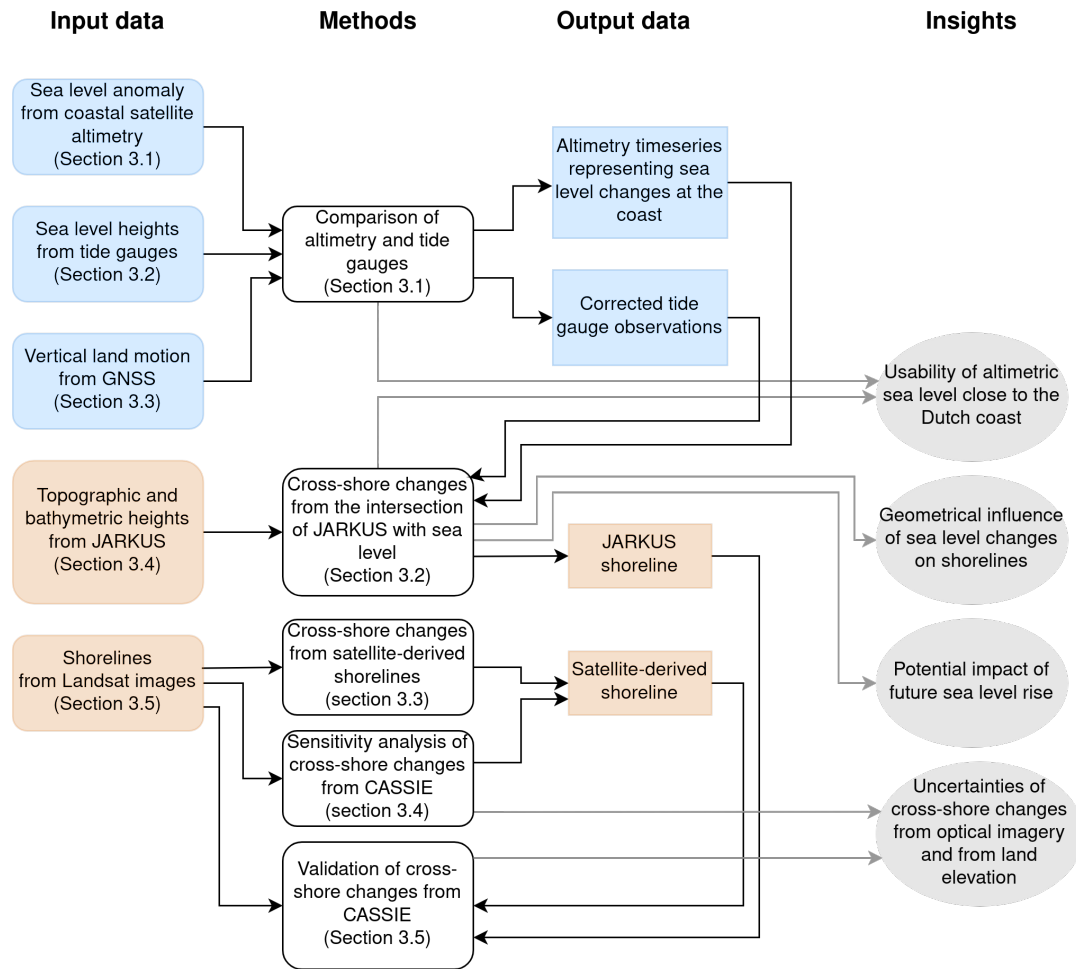 Input data
Methods
Output data
Insights
Sea level anomaly
from coastal satellite
altimetry
(Section 3.1)
Sea level heights
from tide gauges
(Section 3.2)
Vertical land motion
from GNSS
(Section 3.3)
Topographic and
bathymetric heights
from JARKUS
(Section 3.4)
Shorelines
from Landsat images
(Section 3.5)
Comparison of
altimetry and tide
gauges
(Section 3.1)
Cross-shore changes
from the intersection
of JARKUS with sea
level
(Section 3.2)
Cross-shore changes
from satellite-derived
shorelines
(section 3.3)
Sensitivity analysis of
cross-shore changes
from CASSIE
(section 3.4)
Validation of cross-
shore changes from
CASSIE
(Section 3.5)
Altimetry timeseries
representing sea
level changes at the
coast
Corrected tide
gauge observations
JARKUS
shoreline
Satellite-derived
shoreline
Usability of altimetric
sea level close to the
Dutch coast
Geometrical influence
of sea level changes
on shorelines
Potential impact of
future sea level rise
Uncertainties of
cross-shore changes
from optical imagery
and from land
elevation